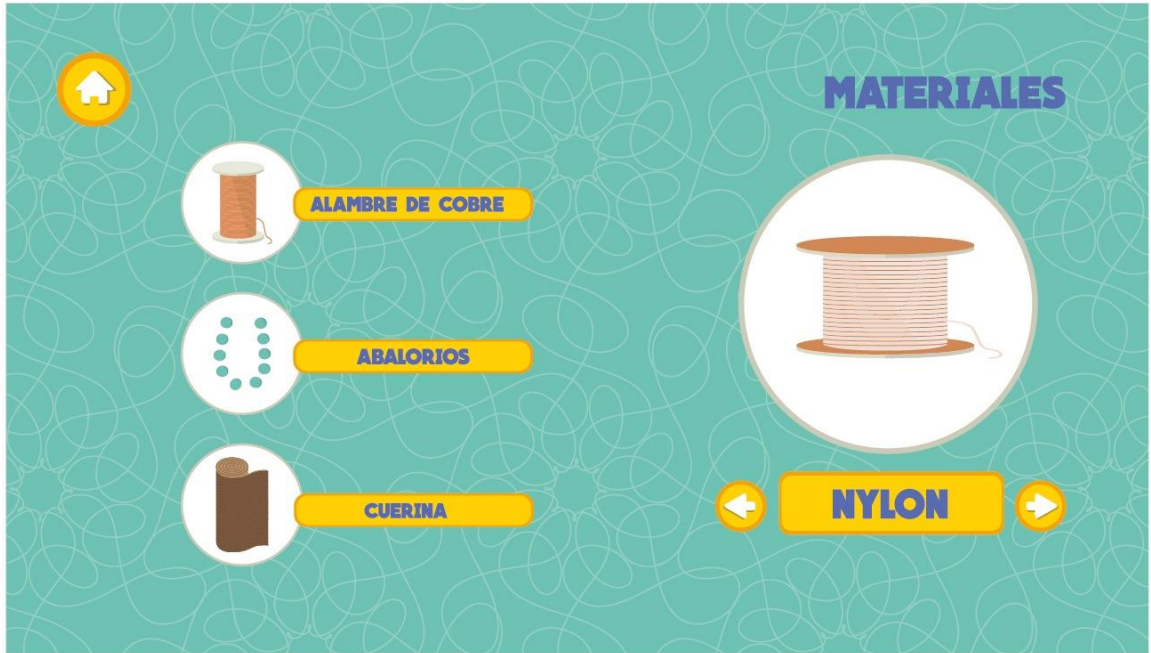 MATERIALES
ALAMBRE DE COBRE
ABALORIOS
CUERINA
NYLON